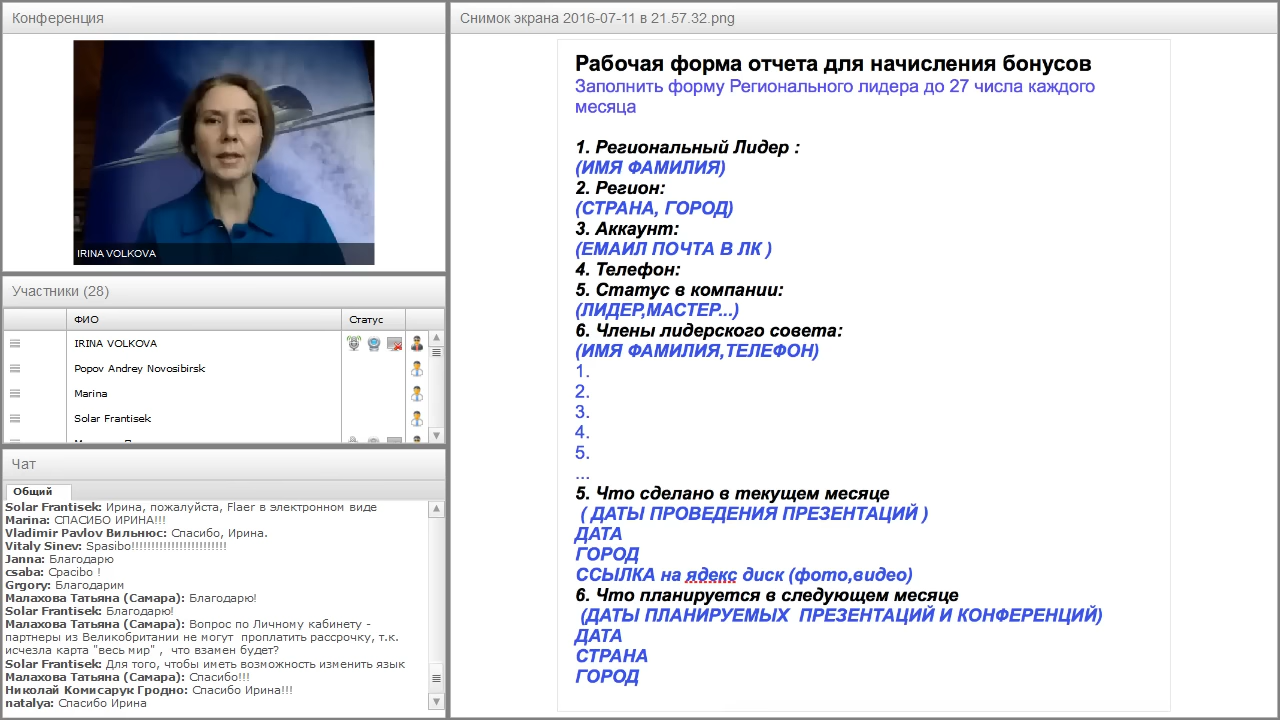 Конференция
IRINA VOLKOVA
Участники (28)
ФИО
Статус
IRINA VOLKOVA
Popov Andrey Novosibirsk
Marina
Solar Frantisek
Чат
Общий
Solar Frantisek: Ирина, пожалуйста, Flaer в электронном виде
Marina: СПАСИБО ИРИНА!!!
Vladimir Pavlov Вильнюс: Спасибо, Ирина.
Vitaly Sinev: Spasibo!!!!!!!!!!!!!!!!!!!!!!!!
Janna: Благодарю
csaba: Cpacibo !
Grgory: Благодарим
Малахова Татьяна (Самара): Благодарю!
Solar Frantisek: Благодарю!
Малахова Татьяна (Самара): Вопрос по Личному кабинету -
партнеры из Великобритании не могут проплатить рассрочку, т.к.
исчезла карта "весь мир" , что взамен будет?
Solar Frantisek: Для того, чтобы иметь возможность изменить язык
Малахова Татьяна (Самара): Спасибо!!!
Николай Комисарук Гродно: Спасибо Ирина!!!
natalya: Спасибо Ирина
Снимок экрана 2016-07-11 в 21.57.32.png
Рабочая форма отчета для начисления бонусов
Заполнить форму Регионального лидера до 27 числа каждого
месяца
1. Региональный Лидер :
(ИМЯ ФАМИЛИЯ)
2. Регион:
(СТРАНА, ГОРОД)
3. Аккаунт:
(ЕМАИЛ ПОЧТА В ЛК )
4. Телефон:
5. Статус в компании:
(ЛИДЕР,МАСТЕР...)
6. Члены лидерского совета:
(ИМЯ ФАМИЛИЯ,ТЕЛЕФОН)
1.
2.
3.
4.
5.
...
5. Что сделано в текущем месяце
( ДАТЫ ПРОВЕДЕНИЯ ПРЕЗЕНТАЦИЙ )
ДАТА
ГОРОД
ССЫЛКА на ядекс диск (фото,видео)
6. Что планируется в следующем месяце
(ДАТЫ ПЛАНИРУЕМЫХ ПРЕЗЕНТАЦИЙ И КОНФЕРЕНЦИЙ)
ДАТА
СТРАНА
ГОРОД